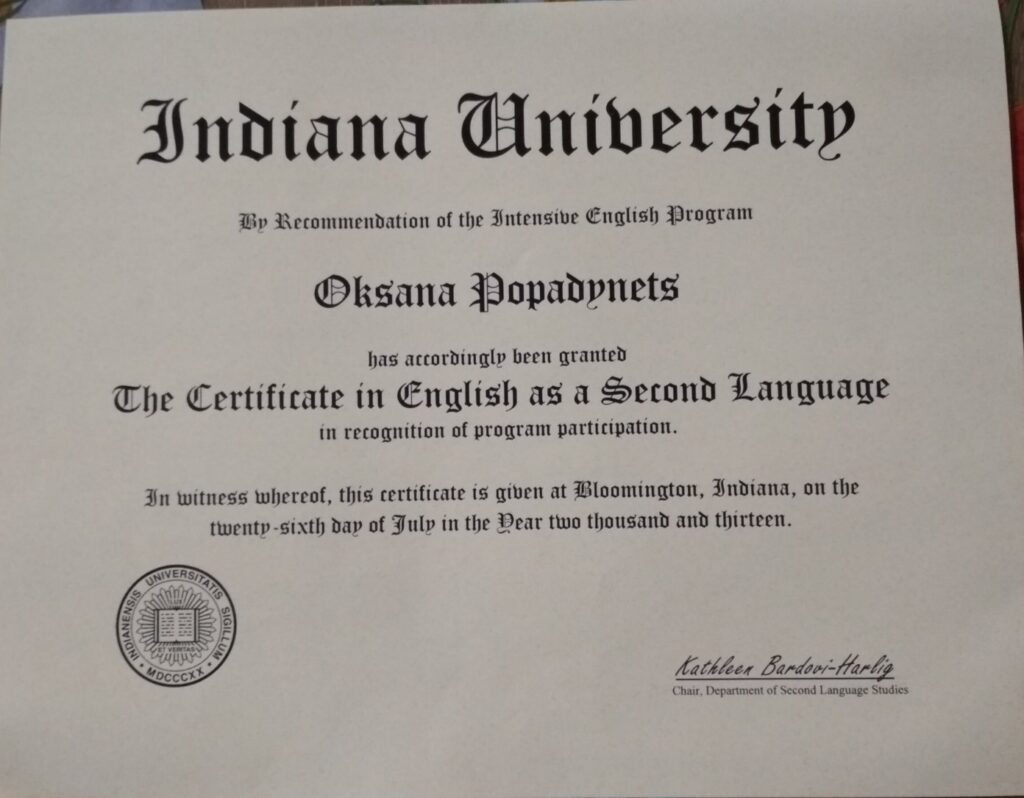 Indiana University
By Recommendation of the Intensive English Program
Oksana Popadynets
has accordingly been granted
The Certificate in English as a Second Language
in recognition of program participation.
In witness whereof, this certificate is given at Bloomington, Indiana, on the
twenty-sixth day of July in the Year two thousand and thirteen.
INDIANENSIS UNIVERSITATIS SIGILLUM
LUX
ET VERITAS
MDCCCXX
Kathleen Bardovi-Harlig
Chair, Department of Second Language Studies